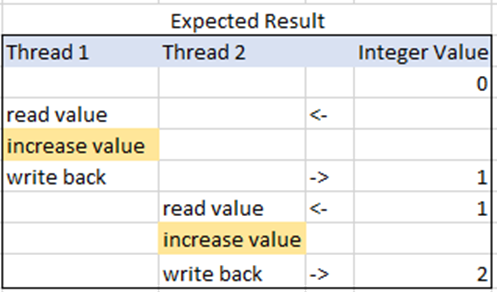 Expected Result
Thread 1 Thread 2 Integer Value
0
read value <-
increase value
write back -> 1
read value <- 1
increase value
write back -> 2